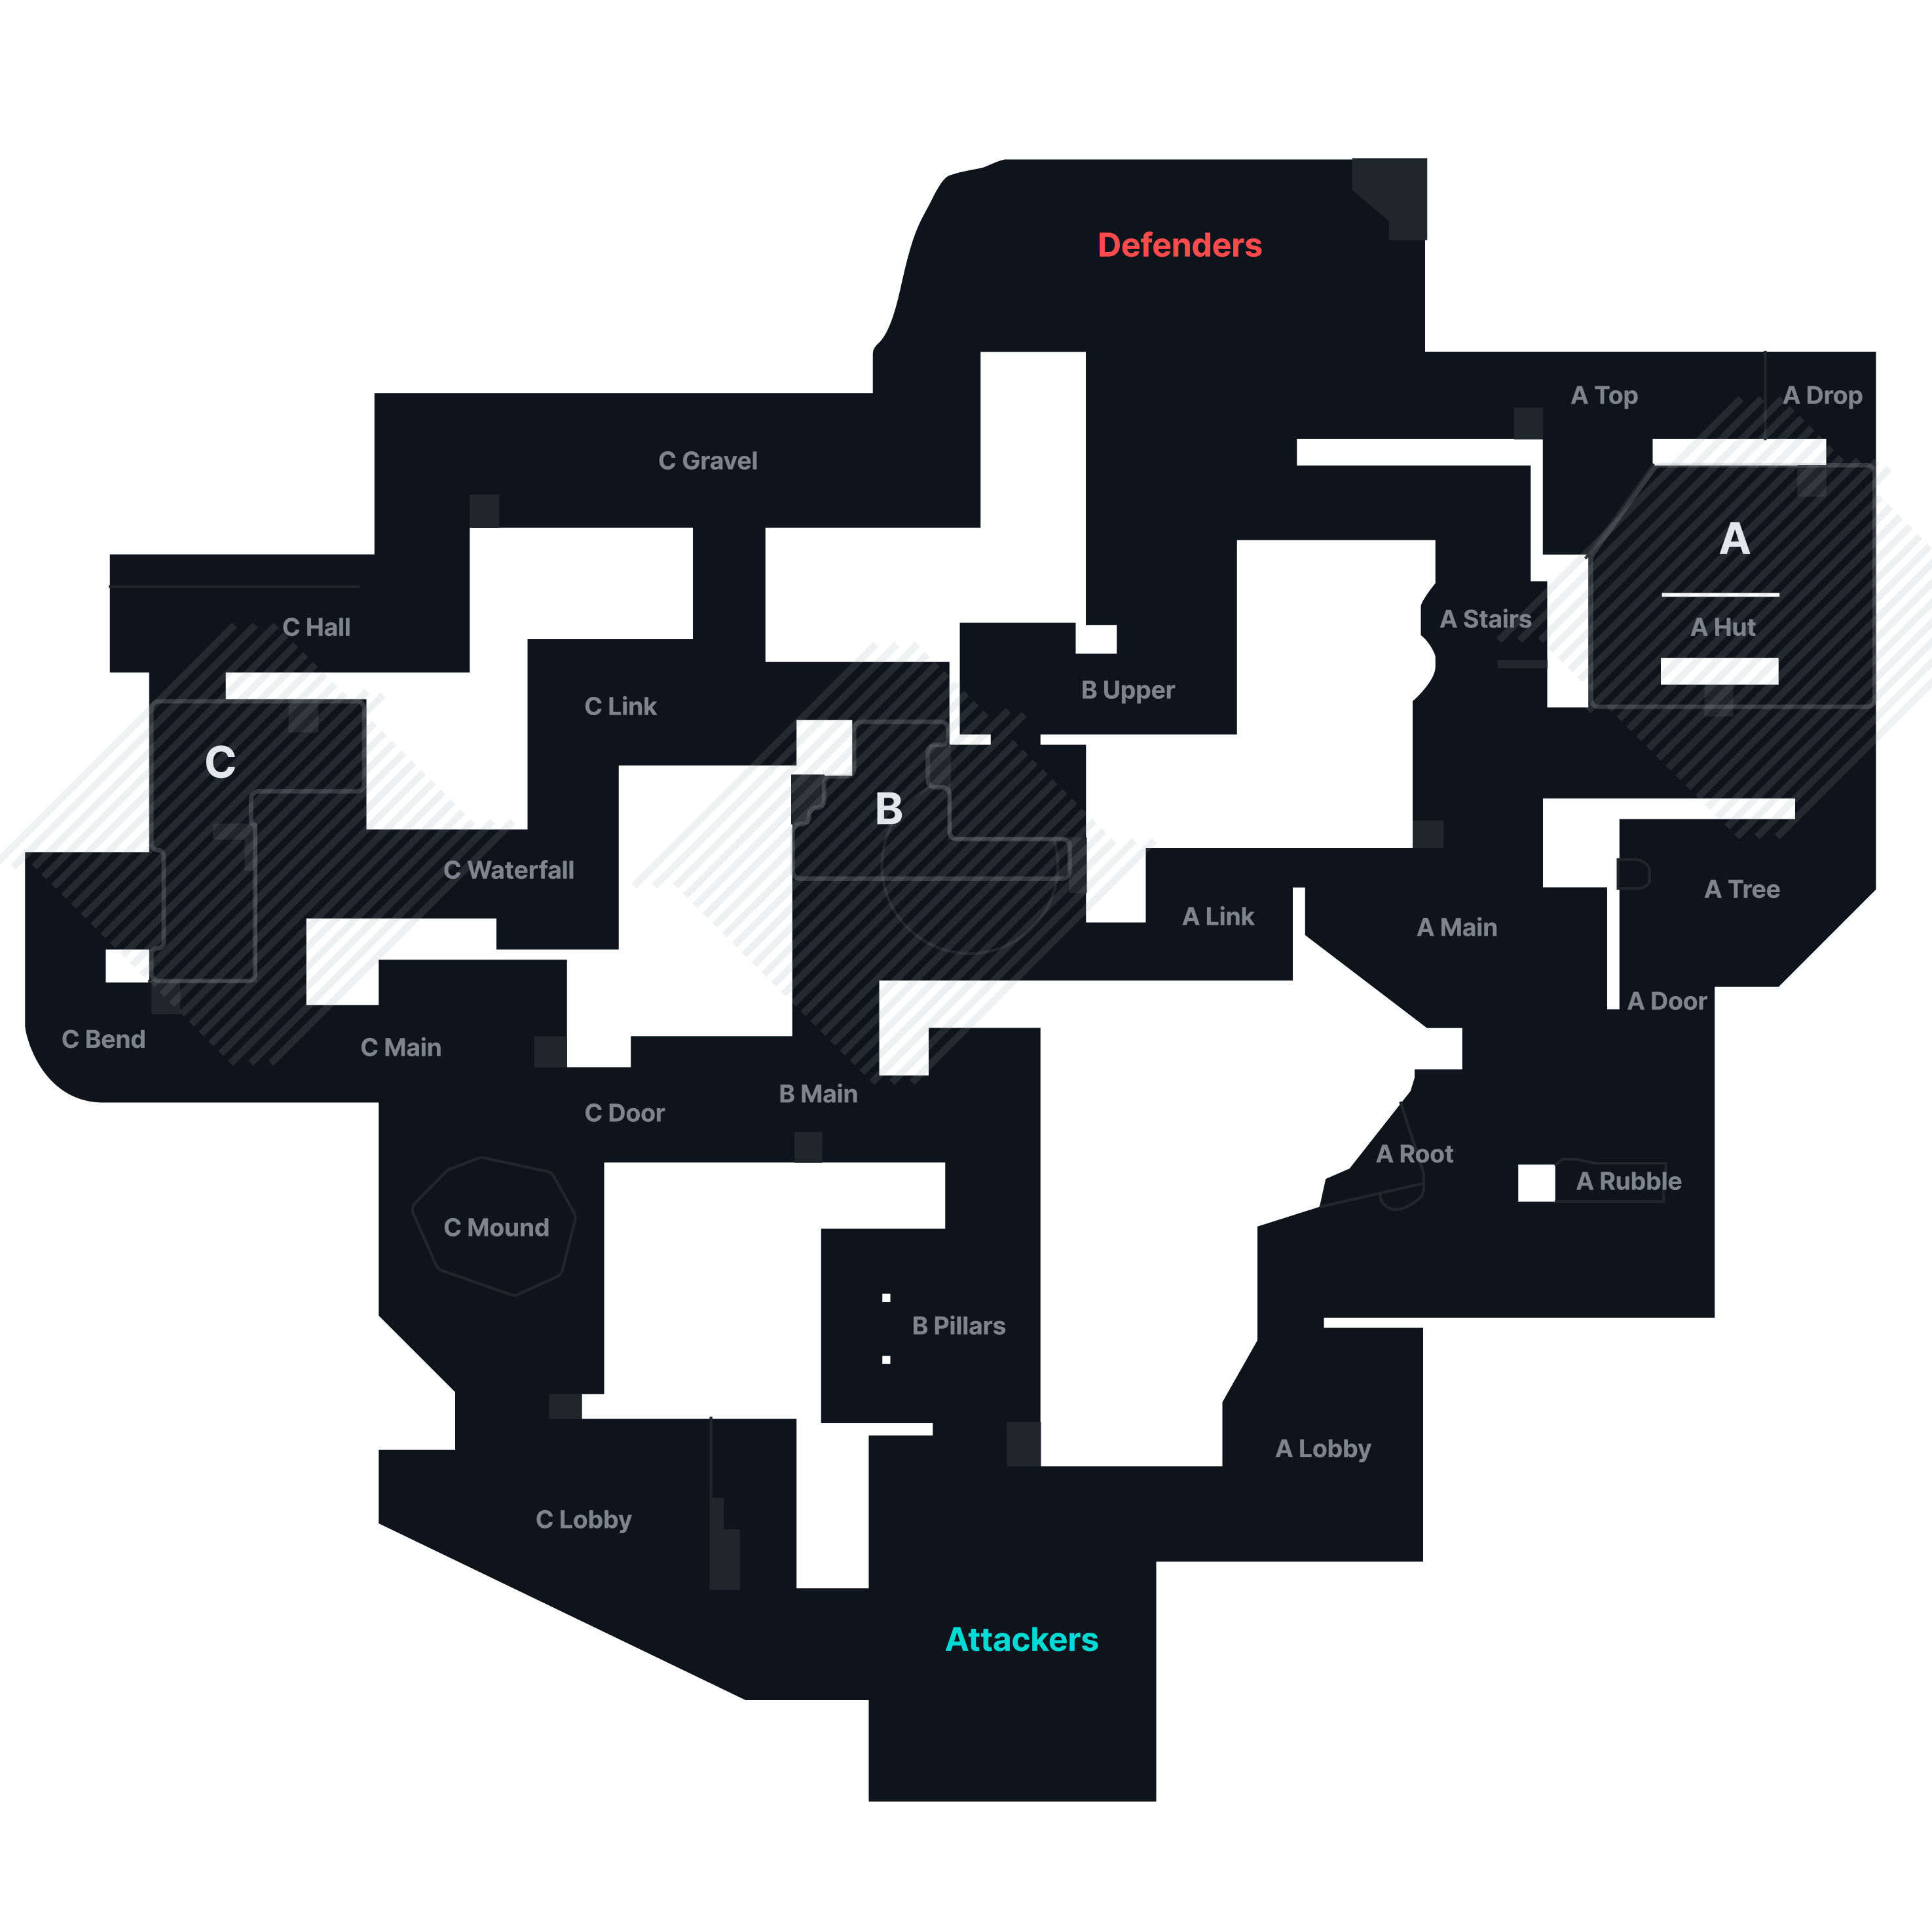 Defenders
A Top
A Drop
C Gravel
A
C Hall
A Stairs
A Hut
B Upper
C Link
C
B
C Waterfall
A Tree
A Link
A Main
A Door
C Bend
C Main
B Main
C Door
A Root
A Rubble
C Mound
B Pillars
A Lobby
C Lobby
Attackers